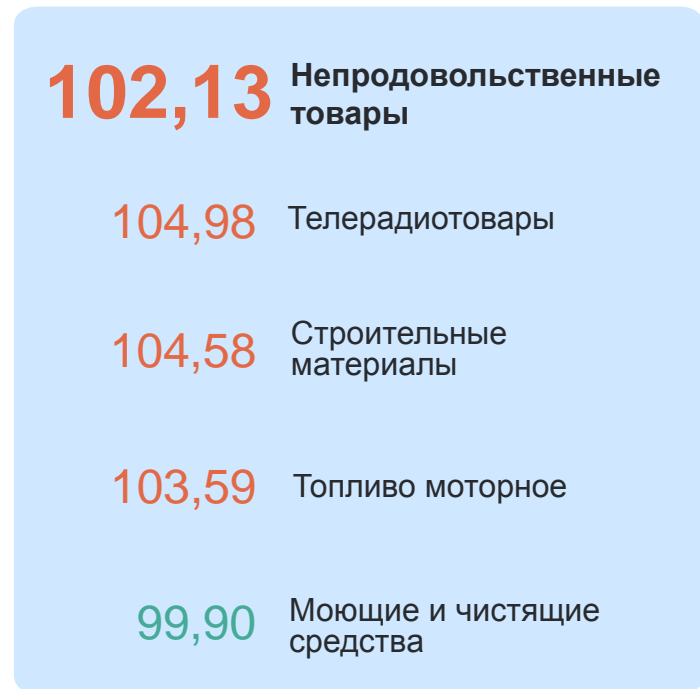 102,13 Непродовольственные
товары
104,98 Телерадиотовары
104,58 Строительные
материалы
103,59 Топливо моторное
99,90 Моющие и чистящие
средства